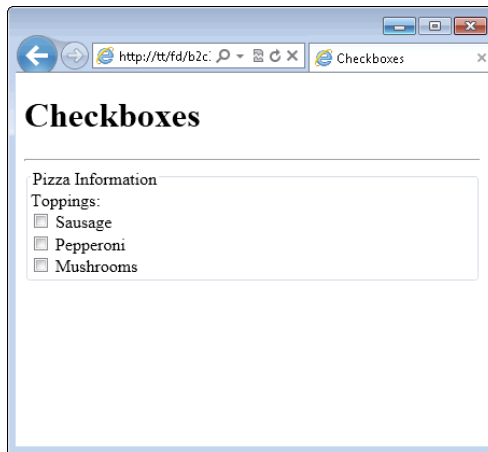 http://tt/fd/b2c:
Checkboxes
Checkboxes
Pizza Information
Toppings:
Sausage
Pepperoni
Mushrooms